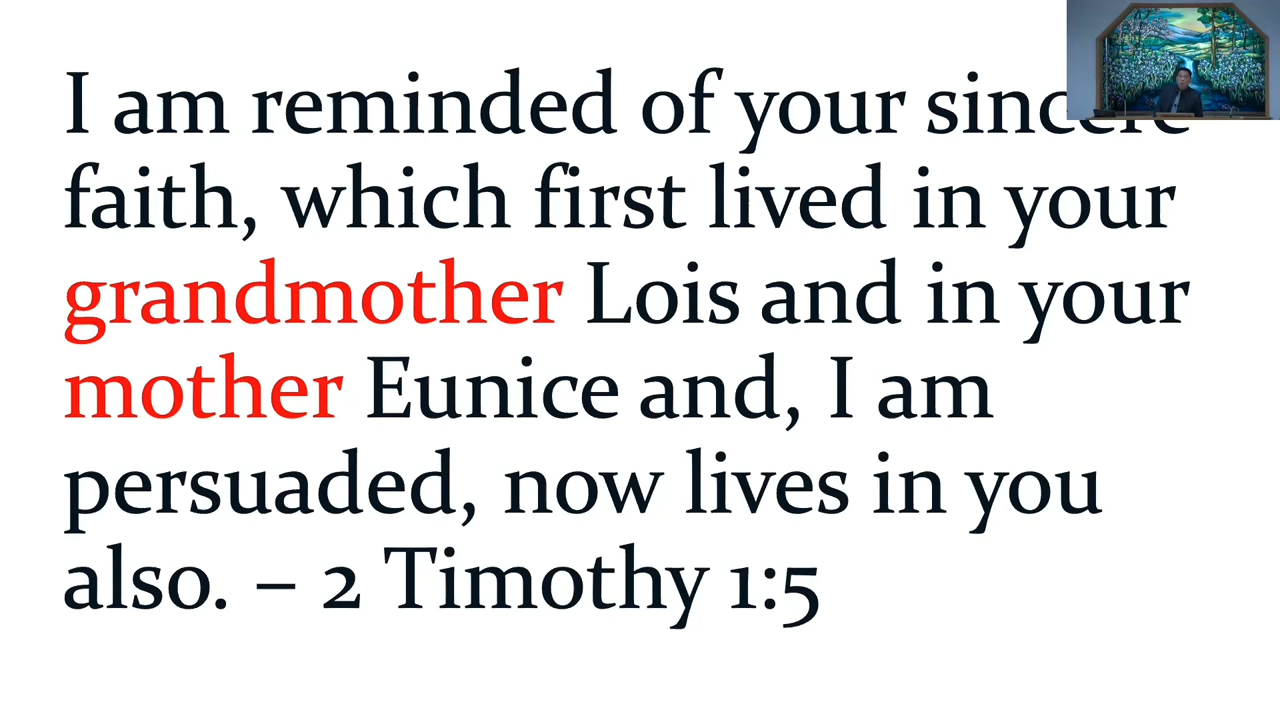 I am reminded of your sincere
faith, which first lived in your
grandmother Lois and in your
mother Eunice and, I am
persuaded, now lives in you
also. – 2 Timothy 1:5